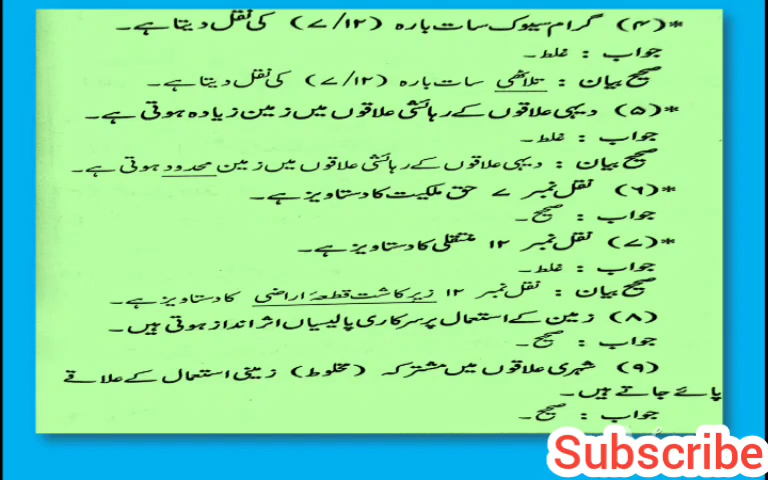 *(۴) گرام سیوک سات بارہ (۷/۱۲) کی نقل دیتا ہے۔
جواب : غلط۔
صحیح بیان : تلاٹھی سات بارہ (۷/۱۲) کی نقل دیتا ہے۔
*(۵) دیہی علاقوں کے رہائشی علاقوں میں زمین زیادہ ہوتی ہے۔
جواب : غلط۔
صحیح بیان : دیہی علاقوں کے رہائشی علاقوں میں زمین محدود ہوتی ہے۔
*(۶) نقل نمبر ۷ حق ملکیت کا دستاویز ہے۔
جواب : صحیح۔
*(۷) نقل نمبر ۱۲ منتقلی کا دستاویز ہے۔
جواب : غلط۔
صحیح بیان : نقل نمبر ۱۲ زیر کاشت قطعۂ اراضی کا دستاویز ہے۔
(۸) زمین کے استعمال پر سرکاری پالیسیاں اثر انداز ہوتی ہیں۔
جواب : صحیح۔
(۹) شہری علاقوں میں مشترکہ (مخلوط) زمینی استعمال کے علاقے
پائے جاتے ہیں۔
جواب : صحیح۔
Subscribe